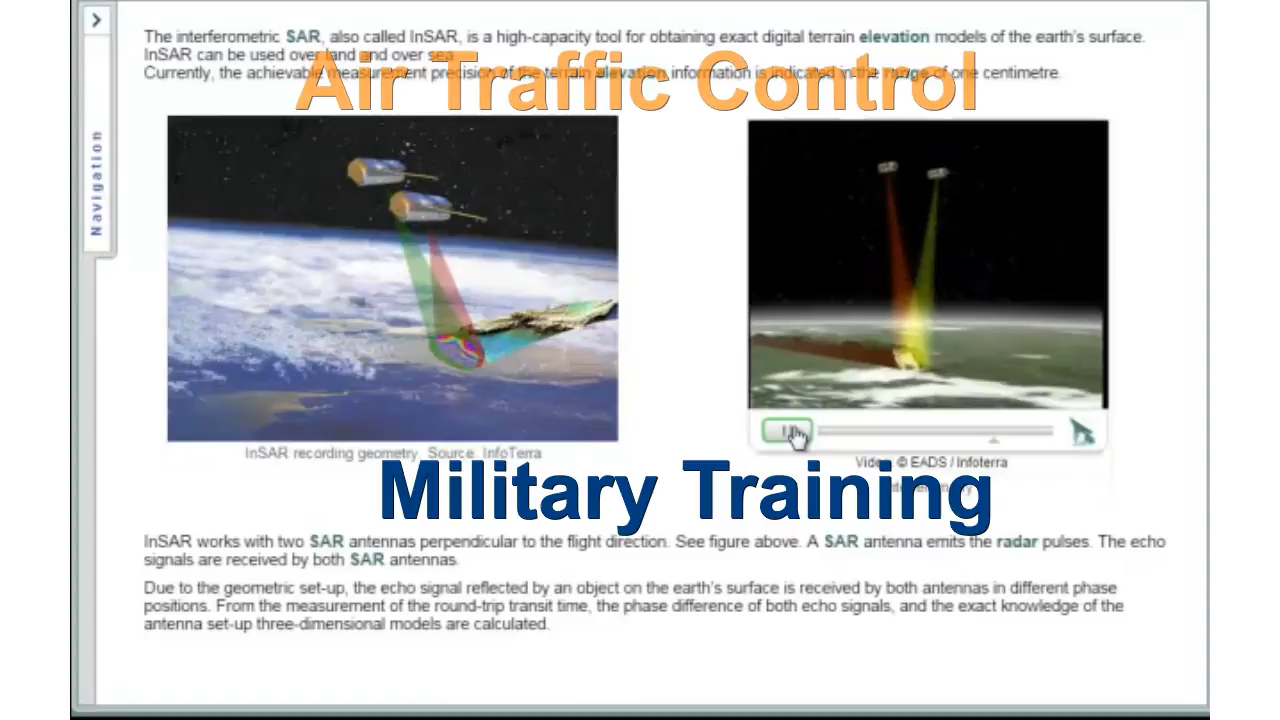 The interferometric SAR, also called InSAR, is a high-capacity tool for obtaining exact digital terrain elevation models of the earth's surface.
InSAR can be used over land and over sea.
Currently, the achievable measurement precision of the terrain elevation information is indicated in the range of one centimetre.
Air Traffic Control
Navigation
InSAR recording geometry. Source. InfoTerra
Video © EADS / Infoterra
Military Training
InSAR works with two SAR antennas perpendicular to the flight direction. See figure above. A SAR antenna emits the radar pulses. The echo
signals are received by both SAR antennas.
Due to the geometric set-up, the echo signal reflected by an object on the earth's surface is received by both antennas in different phase
positions. From the measurement of the round-trip transit time, the phase difference of both echo signals, and the exact knowledge of the
antenna set-up three-dimensional models are calculated.